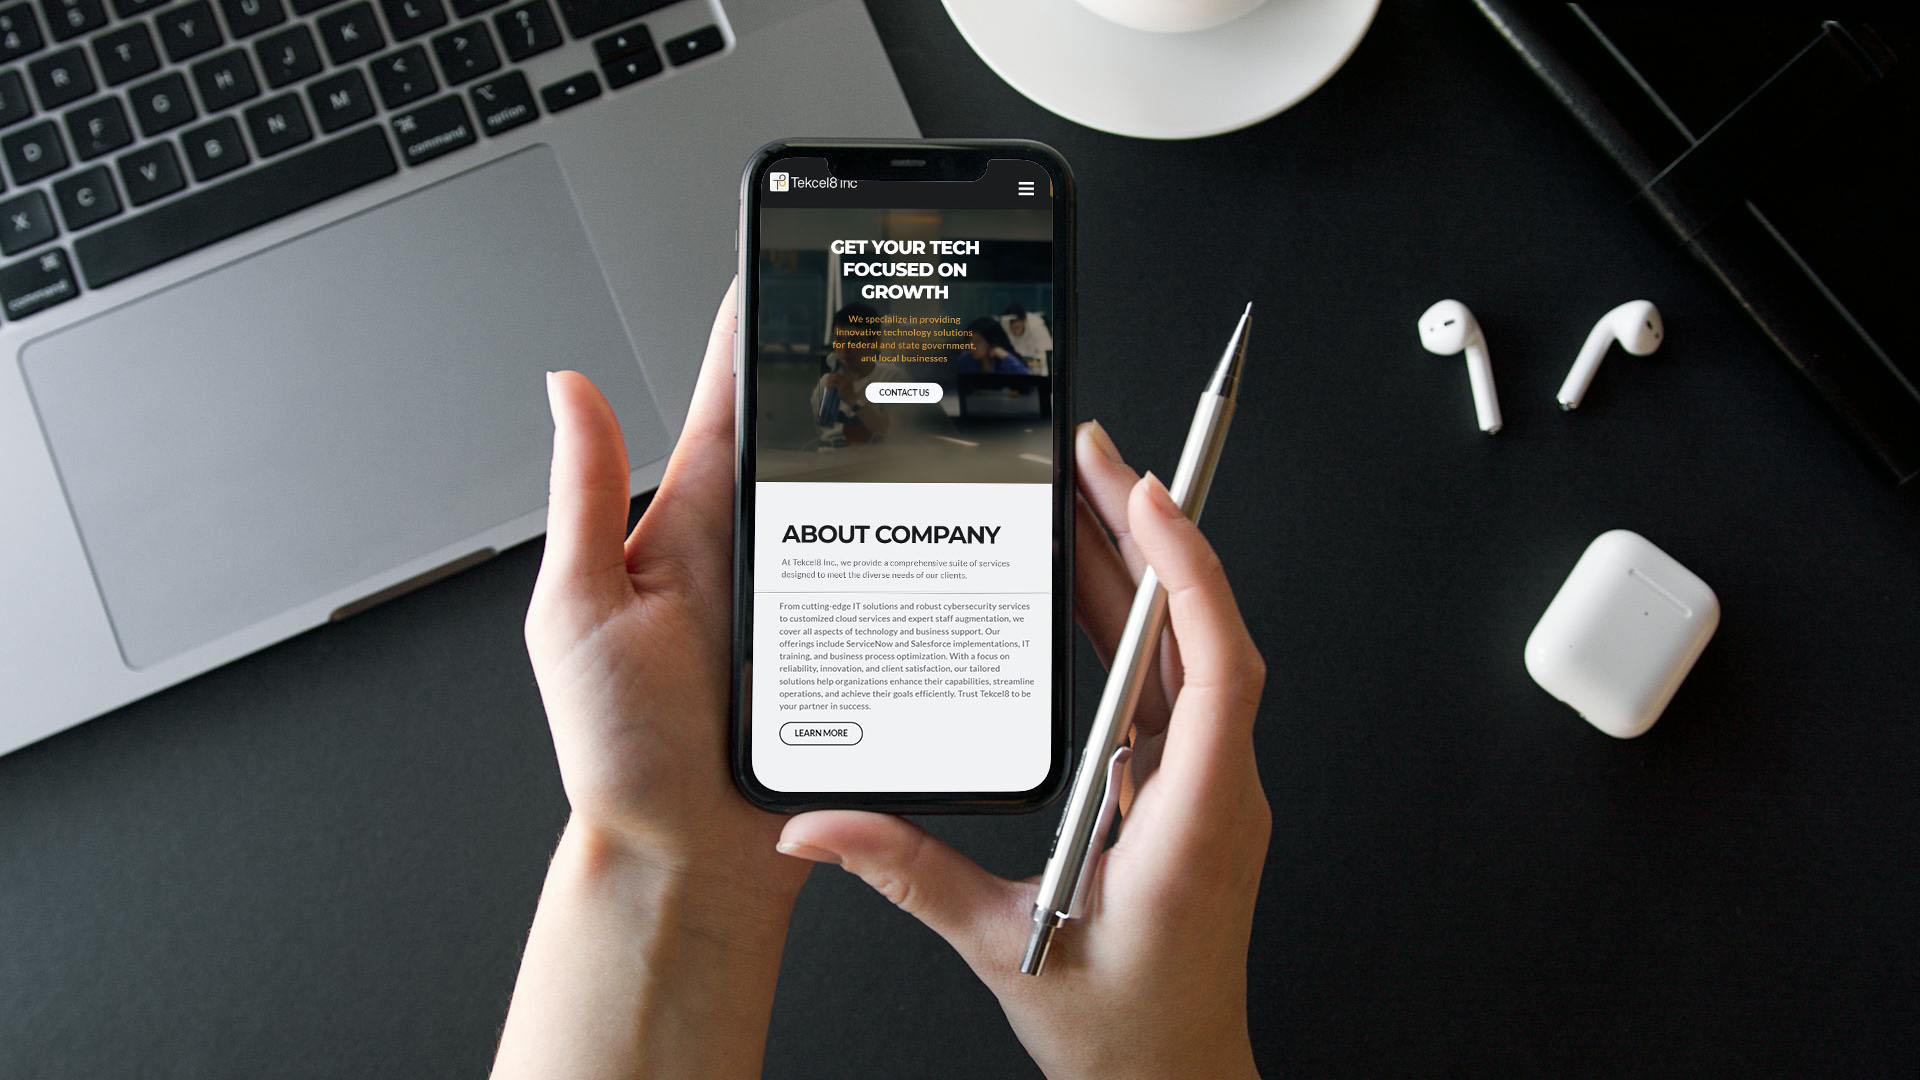 T
Y
U
K
?
/
R
T
H
J
>
.
F
G
M
<
,
D
V
B
N
⌘
command
⌥
option
X
C
⌘
command
Tekcel8 inc
GET YOUR TECH
FOCUSED ON
GROWTH
We specialize in providing
innovative technology solutions
for federal and state government,
and local businesses
CONTACT US
ABOUT COMPANY
At Tekcel8 Inc., we provide a comprehensive suite of services
designed to meet the diverse needs of our clients.
From cutting-edge IT solutions and robust cybersecurity services
to customized cloud services and expert staff augmentation, we
cover all aspects of technology and business support. Our
offerings include ServiceNow and Salesforce implementations, IT
training, and business process optimization. With a focus on
reliability, innovation, and client satisfaction, our tailored
solutions help organizations enhance their capabilities, streamline
operations, and achieve their goals efficiently. Trust Tekcel8 to be
your partner in success.
LEARN MORE